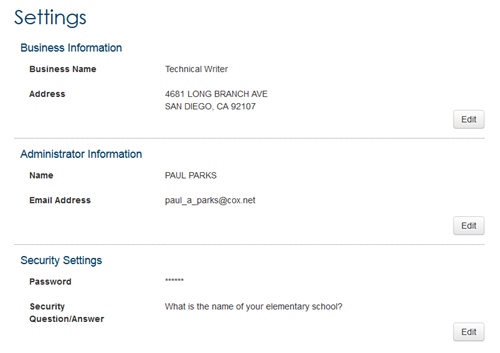 Settings
Business Information
Business Name Technical Writer
Address 4681 LONG BRANCH AVE
SAN DIEGO, CA 92107
Edit
Administrator Information
Name PAUL PARKS
Email Address paul_a_parks@cox.net
Edit
Security Settings
Password ******
Security What is the name of your elementary school?
Question/Answer
Edit